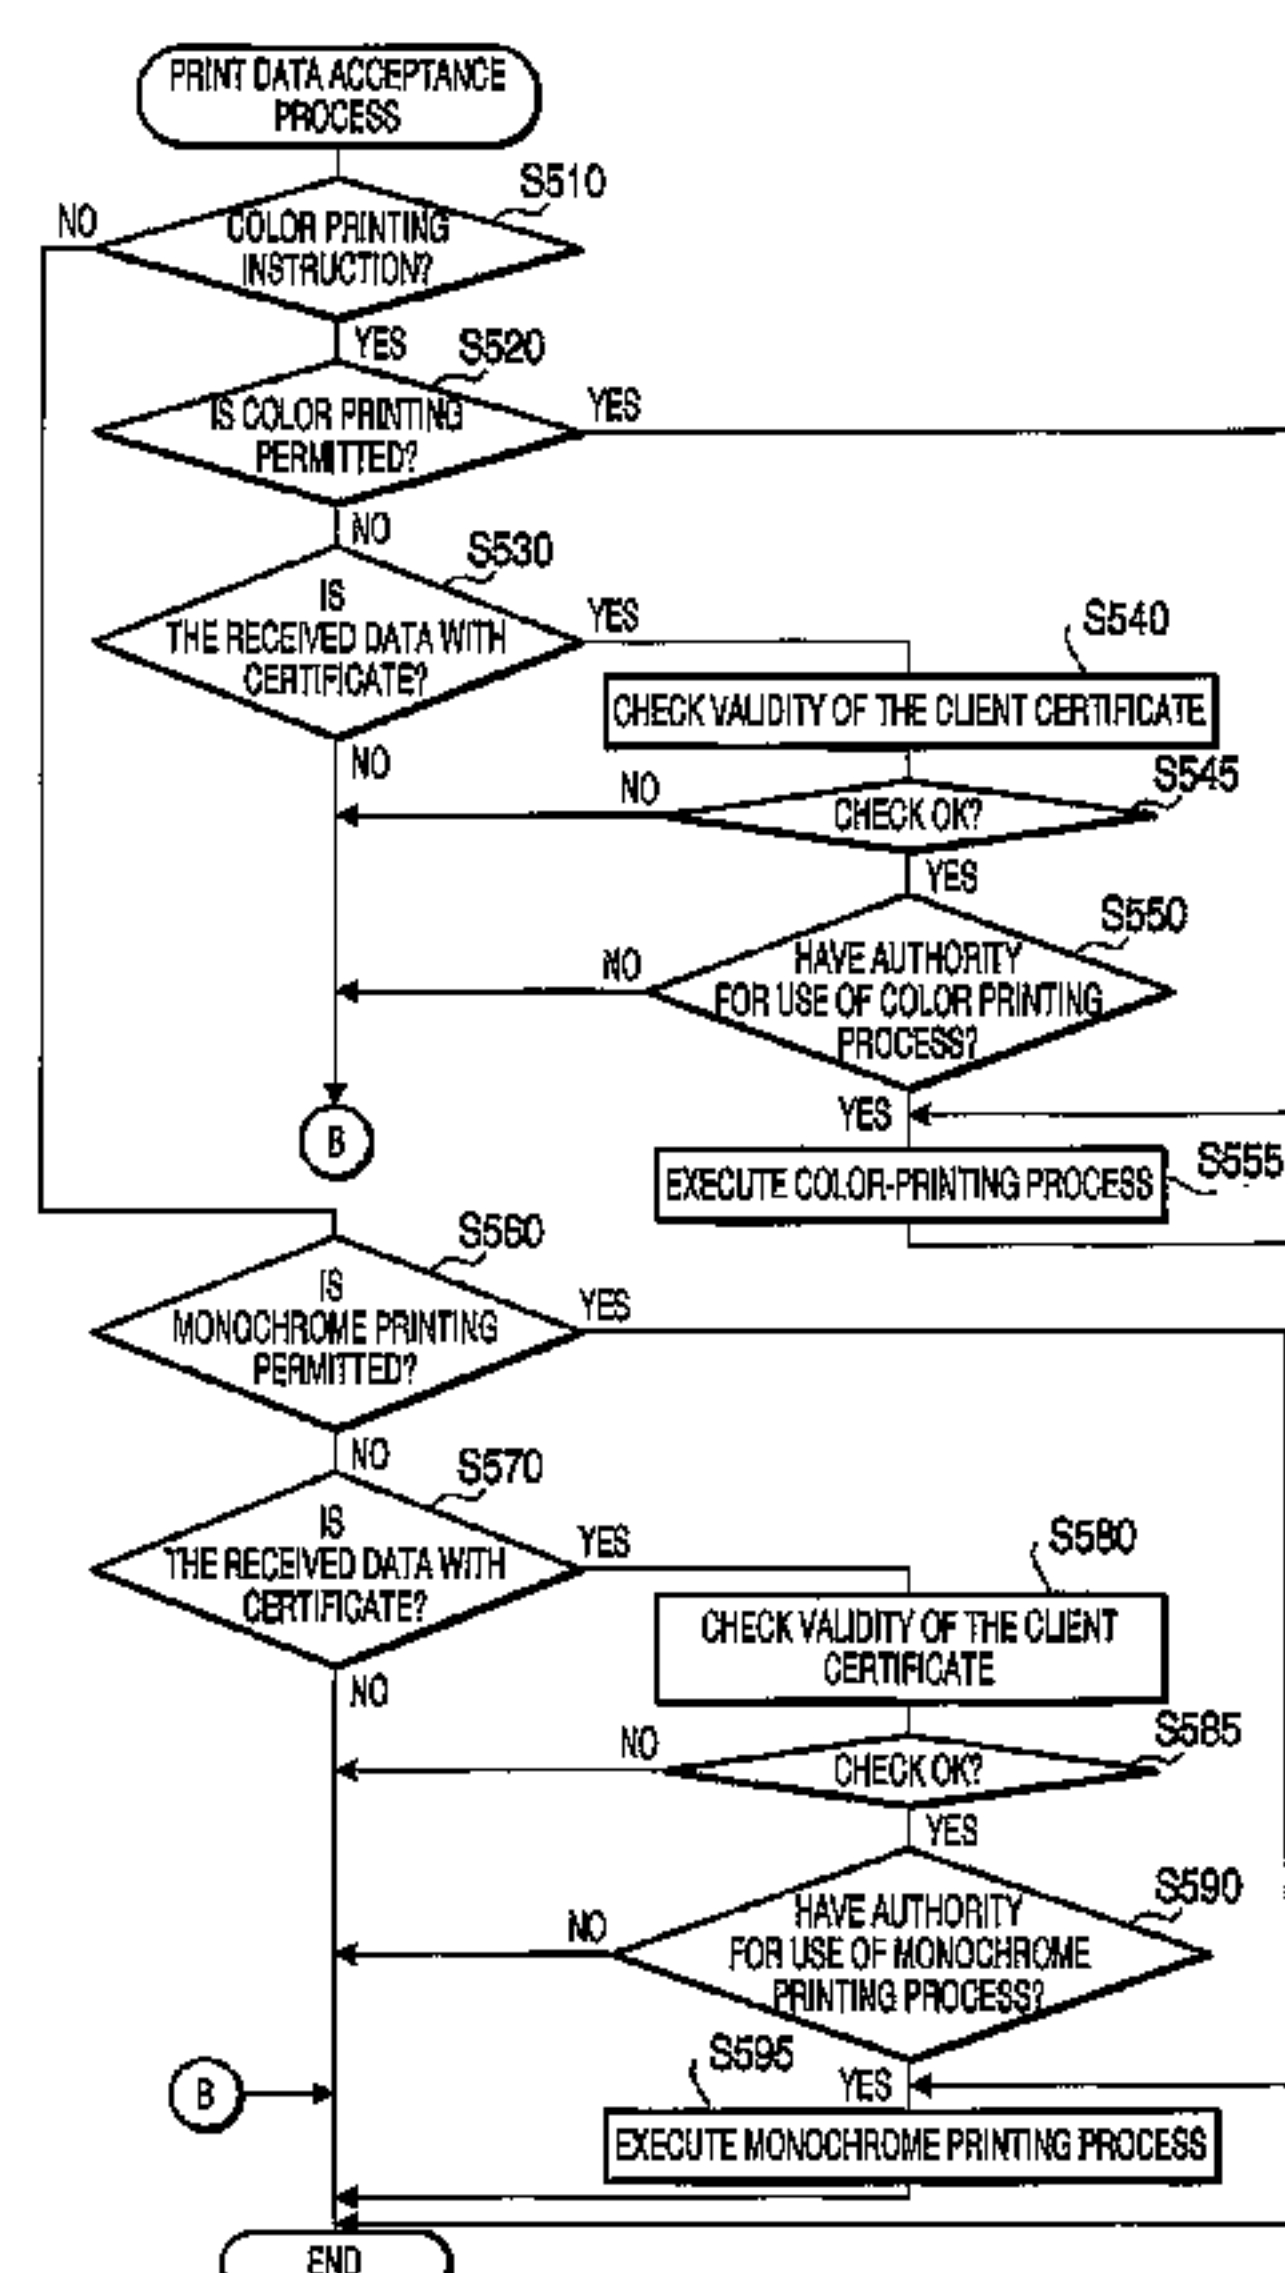 PRINT DATA ACCEPTANCE
PROCESS
S510
NO
COLOR PRINTING
INSTRUCTION?
YES
S520
IS COLOR PRINTING
PERMITTED?
YES
NO
S530
IS
THE RECEIVED DATA WITH
CERTIFICATE?
YES
S540
CHECK VALIDITY OF THE CLIENT CERTIFICATE
NO
NO
S545
CHECK OK?
YES
S550
HAVE AUTHORITY
FOR USE OF COLOR PRINTING
PROCESS?
NO
YES
B
S555
EXECUTE COLOR-PRINTING PROCESS
S560
IS
MONOCHROME PRINTING
PERMITTED?
YES
NO
S570
IS
THE RECEIVED DATA WITH
CERTIFICATE?
YES
S580
CHECK VALIDITY OF THE CLIENT
CERTIFICATE
NO
NO
S585
CHECK OK?
YES
S590
HAVE AUTHORITY
FOR USE OF MONOCHROME
PRINTING PROCESS?
NO
S595
YES
B
EXECUTE MONOCHROME PRINTING PROCESS
END